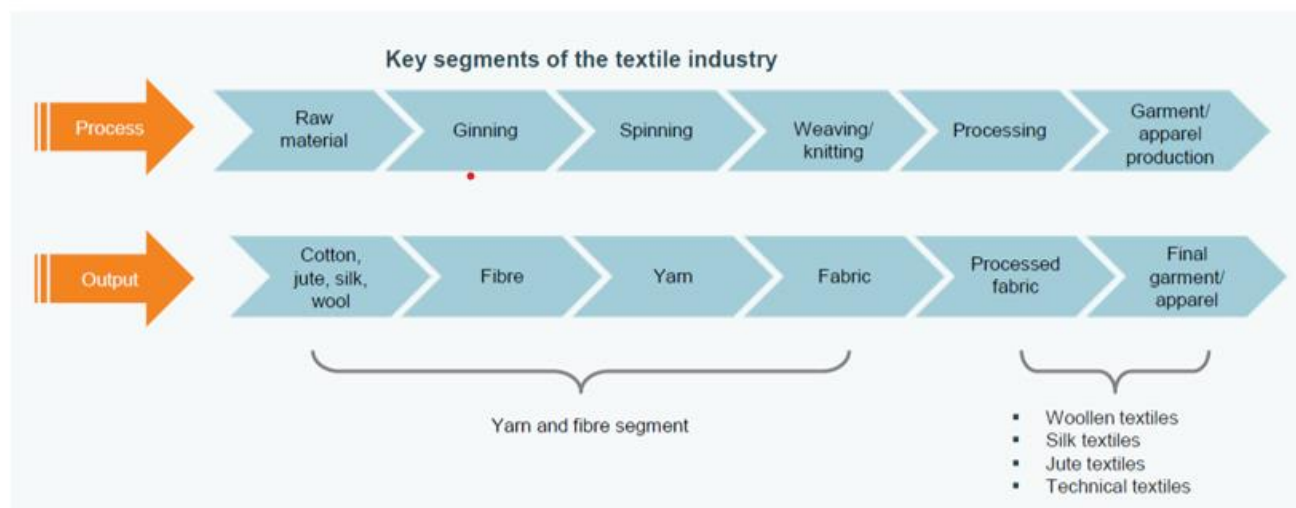 Key segments of the textile industry
Process
Raw
material
Ginning
Spinning
Weaving/
knitting
Processing
Garment/
apparel
production
Output
Cotton,
jute, silk,
wool
Fibre
Yarn
Fabric
Processed
fabric
Final
garment/
apparel
Yarn and fibre segment
▪ Woollen textiles
▪ Silk textiles
▪ Jute textiles
▪ Technical textiles